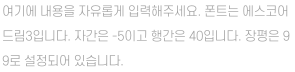 여기에 내용을 자유롭게 입력해주세요. 폰트는 에스코어
드림3입니다. 자간은 -5이고 행간은 40입니다. 장평은 9
9로 설정되어 있습니다.